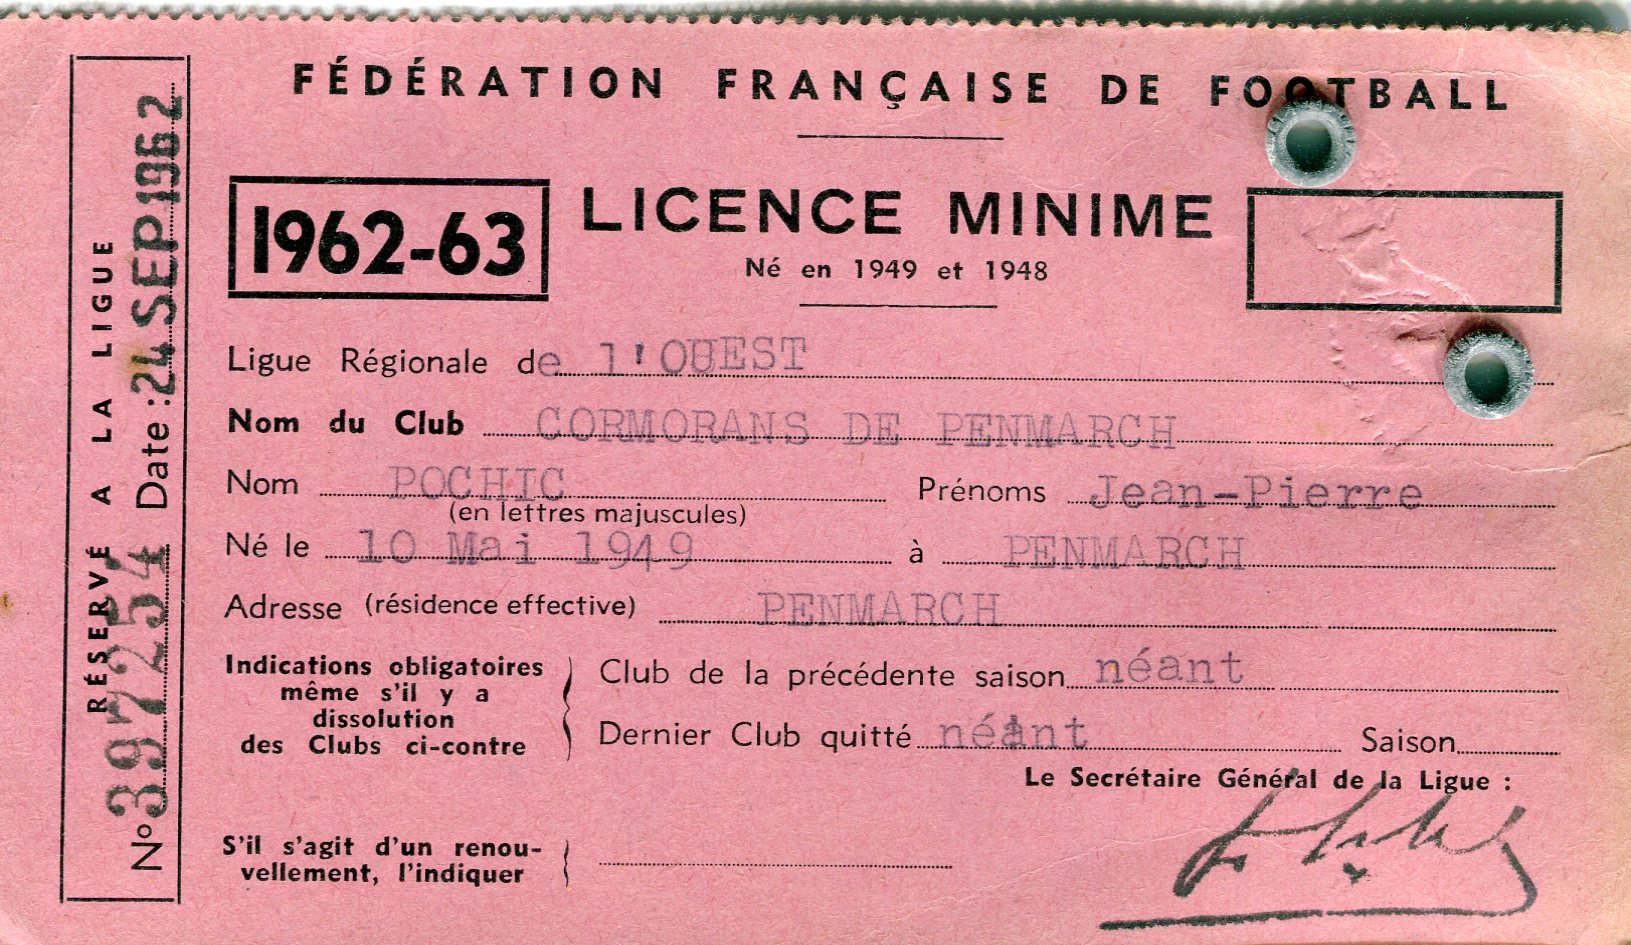 FÉDÉRATION FRANÇAISE DE FOOTBALL
1962-63
LICENCE MINIME
Né en 1949 et 1948
RÉSERVÉ A LA LIGUE
No 397254 Date : 24 SEP 1962
Ligue Régionale de l'OUEST
Nom du Club CORMORANS DE PENMARCH
Nom POCHIC Prénoms Jean-Pierre
(en lettres majuscules)
Né le 10 Mai 1949 à PENMARCH
Adresse (résidence effective) PENMARCH
Indications obligatoires
même s'il y a
dissolution
des Clubs ci-contre
Club de la précédente saison néant
Dernier Club quitté néant Saison
Le Secrétaire Général de la Ligue :
S'il s'agit d'un renou-
vellement, l'indiquer